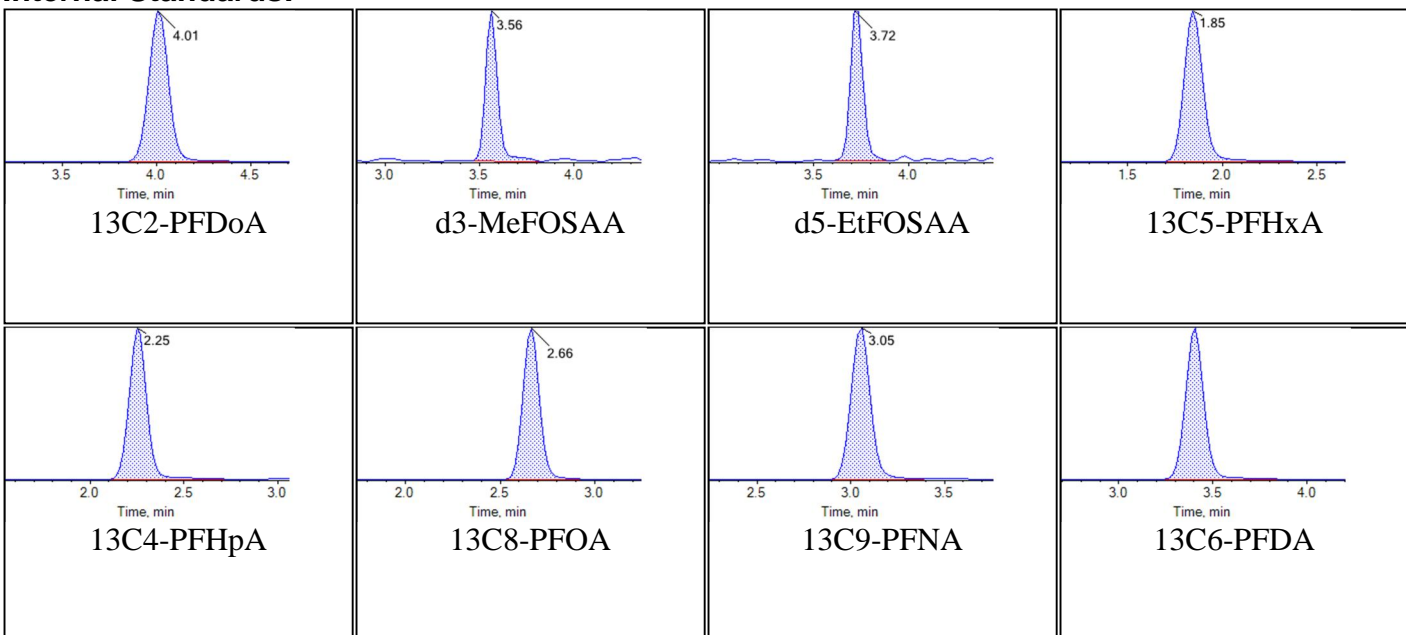 Internal Standards:
4.01
3.5 4.0 4.5
Time, min
13C2-PFDoA
3.56
3.0 3.5 4.0
Time, min
d3-MeFOSAA
3.72
3.5 4.0
Time, min
d5-EtFOSAA
1.85
1.5 2.0 2.5
Time, min
13C5-PFHxA
2.25
2.0 2.5 3.0
Time, min
13C4-PFHpA
2.66
2.0 2.5 3.0
Time, min
13C8-PFOA
3.05
2.5 3.0 3.5
Time, min
13C9-PFNA
3.0 3.5 4.0
Time, min
13C6-PFDA